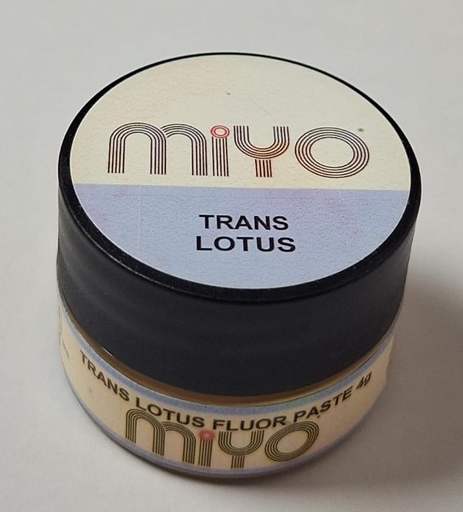 miyo
TRANS
LOTUS
TRANS LOTUS FLUOR PASTE 4g
miyo